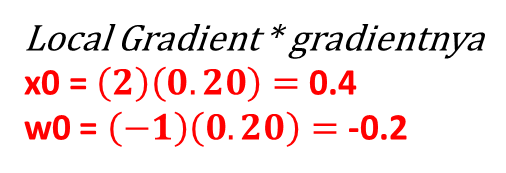 Local Gradient * gradientnya
x0 = (2)(0.20) = 0.4
w0 = (−1)(0.20) = -0.2